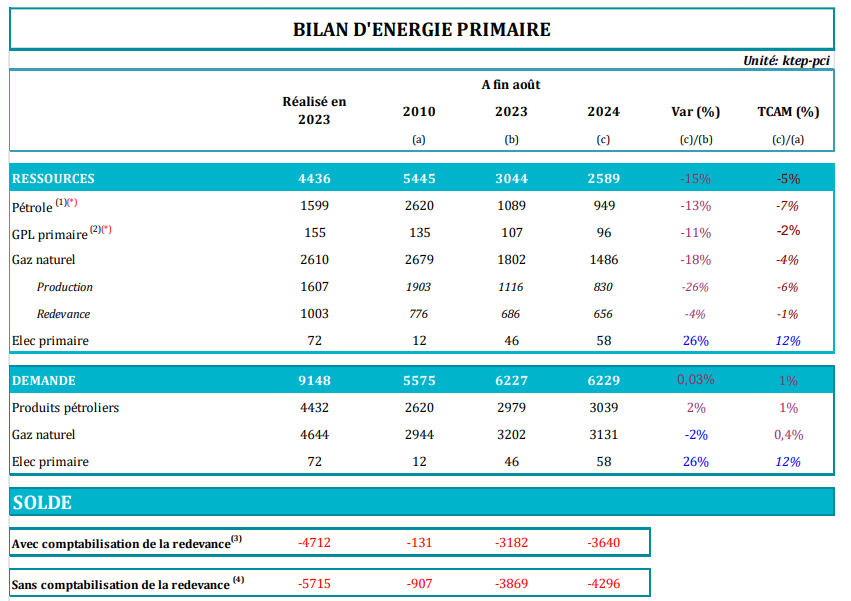 BILAN D'ENERGIE PRIMAIRE
Unité: ktep-pci
A fin août
Réalisé en 2023 2010 2023 2024 Var (%) TCAM (%)
(a) (b) (c) (c)/(b) (c)/(a)
RESSOURCES 4436 5445 3044 2589 -15% -5%
Pétrole (1)(*) 1599 2620 1089 949 -13% -7%
GPL primaire (2)(*) 155 135 107 96 -11% -2%
Gaz naturel 2610 2679 1802 1486 -18% -4%
Production 1607 1903 1116 830 -26% -6%
Redevance 1003 776 686 656 -4% -1%
Elec primaire 72 12 46 58 26% 12%
DEMANDE 9148 5575 6227 6229 0,03% 1%
Produits pétroliers 4432 2620 2979 3039 2% 1%
Gaz naturel 4644 2944 3202 3131 -2% 0,4%
Elec primaire 72 12 46 58 26% 12%
SOLDE
Avec comptabilisation de la redevance(3) -4712 -131 -3182 -3640
Sans comptabilisation de la redevance (4) -5715 -907 -3869 -4296